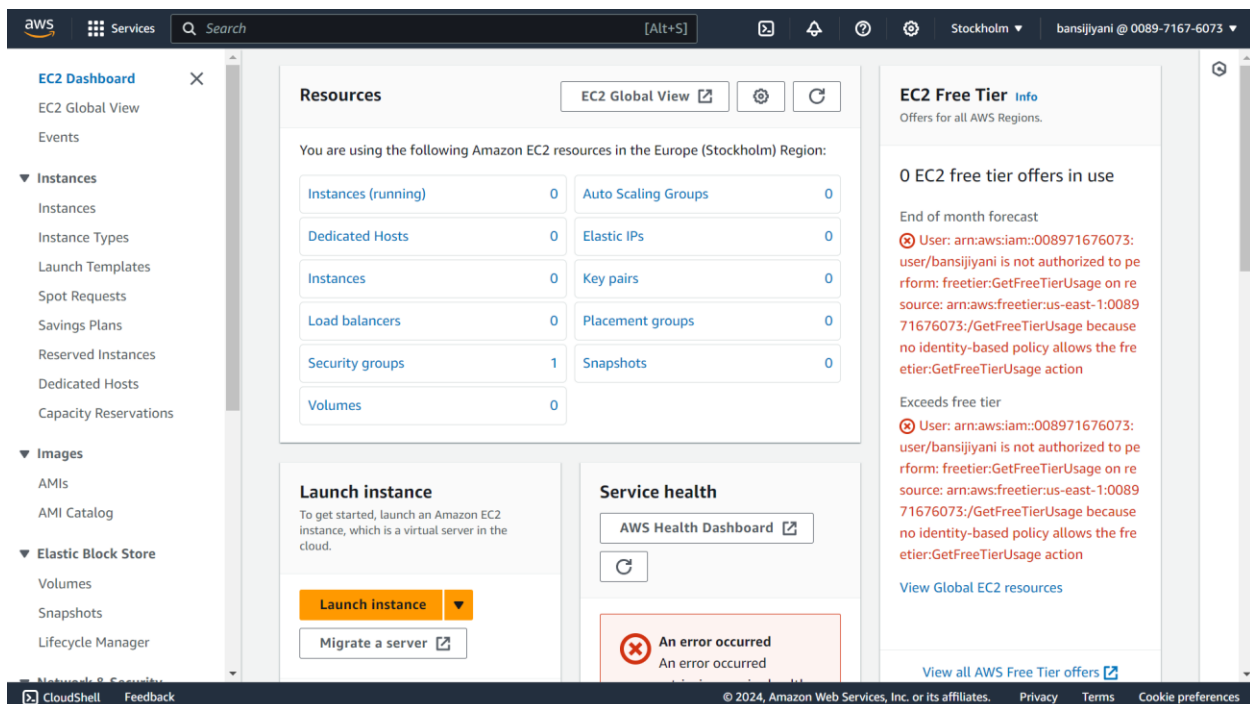 aws
Services
Search
[Alt+S]
Stockholm ▼
bansijiyani @ 0089-7167-6073 ▼
EC2 Dashboard
EC2 Global View
Events
Instances
Instances
Instance Types
Launch Templates
Spot Requests
Savings Plans
Reserved Instances
Dedicated Hosts
Capacity Reservations
Images
AMIs
AMI Catalog
Elastic Block Store
Volumes
Snapshots
Lifecycle Manager
Network & Security
Resources
EC2 Global View
You are using the following Amazon EC2 resources in the Europe (Stockholm) Region:
Instances (running) 0
Auto Scaling Groups 0
Dedicated Hosts 0
Elastic IPs 0
Instances 0
Key pairs 0
Load balancers 0
Placement groups 0
Security groups 1
Snapshots 0
Volumes 0
Launch instance
To get started, launch an Amazon EC2
instance, which is a virtual server in the
cloud.
Launch instance
Migrate a server
Service health
AWS Health Dashboard
An error occurred
An error occurred
EC2 Free Tier Info
Offers for all AWS Regions.
0 EC2 free tier offers in use
End of month forecast
User: arn:aws:iam::008971676073:
user/bansijiyani is not authorized to pe
rform: freetier:GetFreeTierUsage on re
source: arn:aws:freetier:us-east-1:0089
71676073:/GetFreeTierUsage because
no identity-based policy allows the fre
etier:GetFreeTierUsage action
Exceeds free tier
User: arn:aws:iam::008971676073:
user/bansijiyani is not authorized to pe
rform: freetier:GetFreeTierUsage on re
source: arn:aws:freetier:us-east-1:0089
71676073:/GetFreeTierUsage because
no identity-based policy allows the fre
etier:GetFreeTierUsage action
View Global EC2 resources
View all AWS Free Tier offers
CloudShell
Feedback
© 2024, Amazon Web Services, Inc. or its affiliates.
Privacy
Terms
Cookie preferences